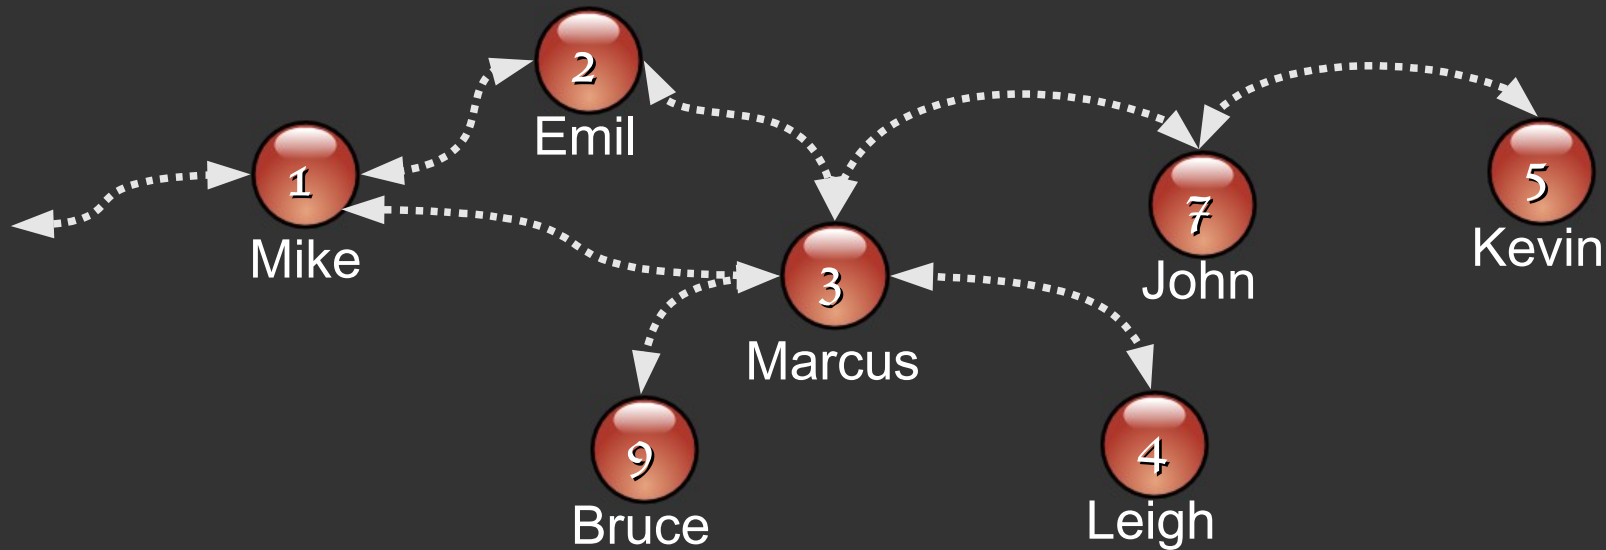 2
Emil
1
Mike
3
Marcus
7
John
5
Kevin
9
Bruce
4
Leigh